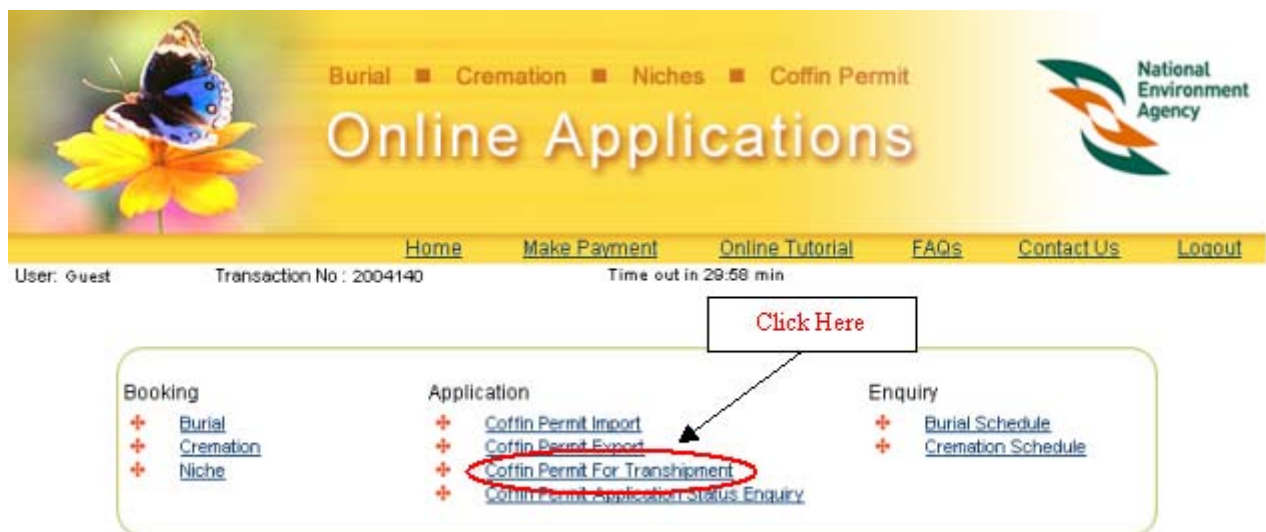 Burial ■ Cremation ■ Niches ■ Coffin Permit
Online Applications
National
Environment
Agency
Home Make Payment Online Tutorial FAQs Contact Us Logout
User: Guest Transaction No : 2004140 Time out in 29:58 min
Click Here
Booking
Burial
Cremation
Niche
Application
Coffin Permit Import
Coffin Permit Export
Coffin Permit For Transhipment
Coffin Permit Application Status Enquiry
Enquiry
Burial Schedule
Cremation Schedule